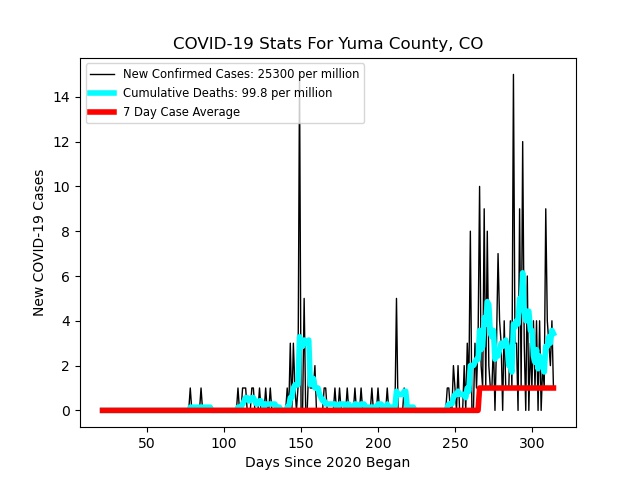 COVID-19 Stats For Yuma County, CO
New Confirmed Cases: 25300 per million
Cumulative Deaths: 99.8 per million
7 Day Case Average
New COVID-19 Cases
14
12
10
8
6
4
2
0
50 100 150 200 250 300
Days Since 2020 Began